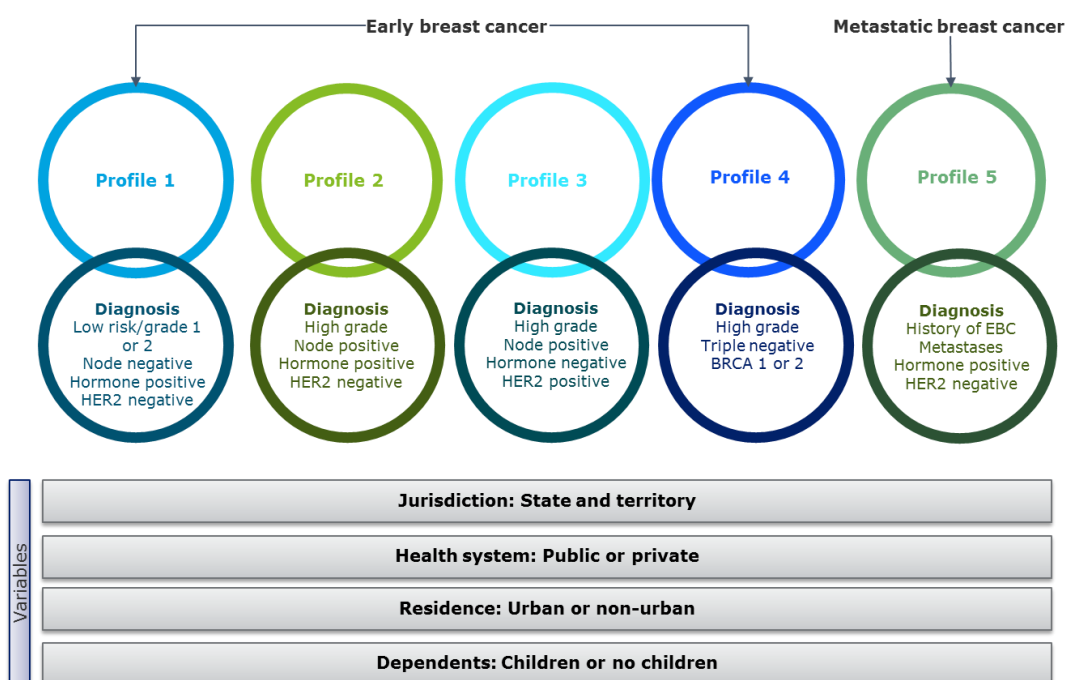 Early breast cancer
Metastatic breast cancer
Profile 1
Profile 2
Profile 3
Profile 4
Profile 5
Diagnosis
Low risk/grade 1
or 2
Node negative
Hormone positive
HER2 negative
Diagnosis
High grade
Node positive
Hormone positive
HER2 negative
Diagnosis
High grade
Node positive
Hormone negative
HER2 positive
Diagnosis
High grade
Triple negative
BRCA 1 or 2
Diagnosis
History of EBC
Metastases
Hormone positive
HER2 negative
Variables
Jurisdiction: State and territory
Health system: Public or private
Residence: Urban or non-urban
Dependents: Children or no children